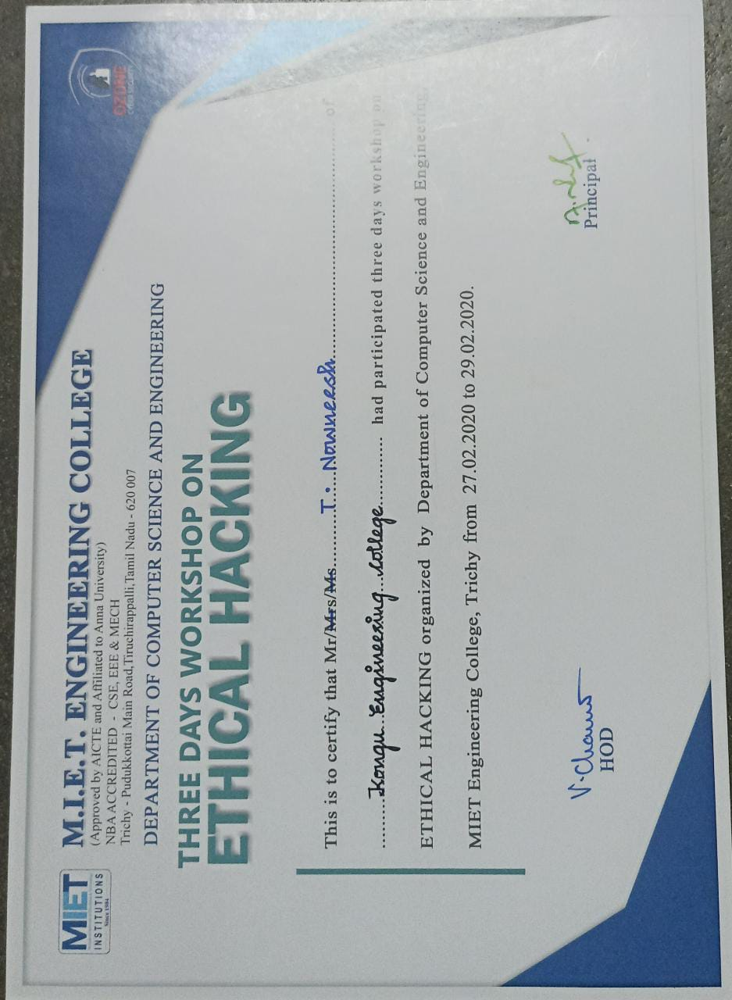 MIET
INSTITUTIONS
Since 1984
M.I.E.T. ENGINEERING COLLEGE
(Approved by AICTE and Affiliated to Anna University)
NBA ACCREDITED - CSE, EEE & MECH
Trichy - Pudukkottai Main Road,Tiruchirappalli,Tamil Nadu - 620 007
OZONE
CYBER SECURITY
DEPARTMENT OF COMPUTER SCIENCE AND ENGINEERING
THREE DAYS WORKSHOP ON
ETHICAL HACKING
This is to certify that Mr/Mrs/Ms............T. Nowneesh................................ of
.........Kongu Engineering College............ had participated three days workshop on
ETHICAL HACKING organized by Department of Computer Science and Engineering,
MIET Engineering College, Trichy from 27.02.2020 to 29.02.2020.
HOD
Principal